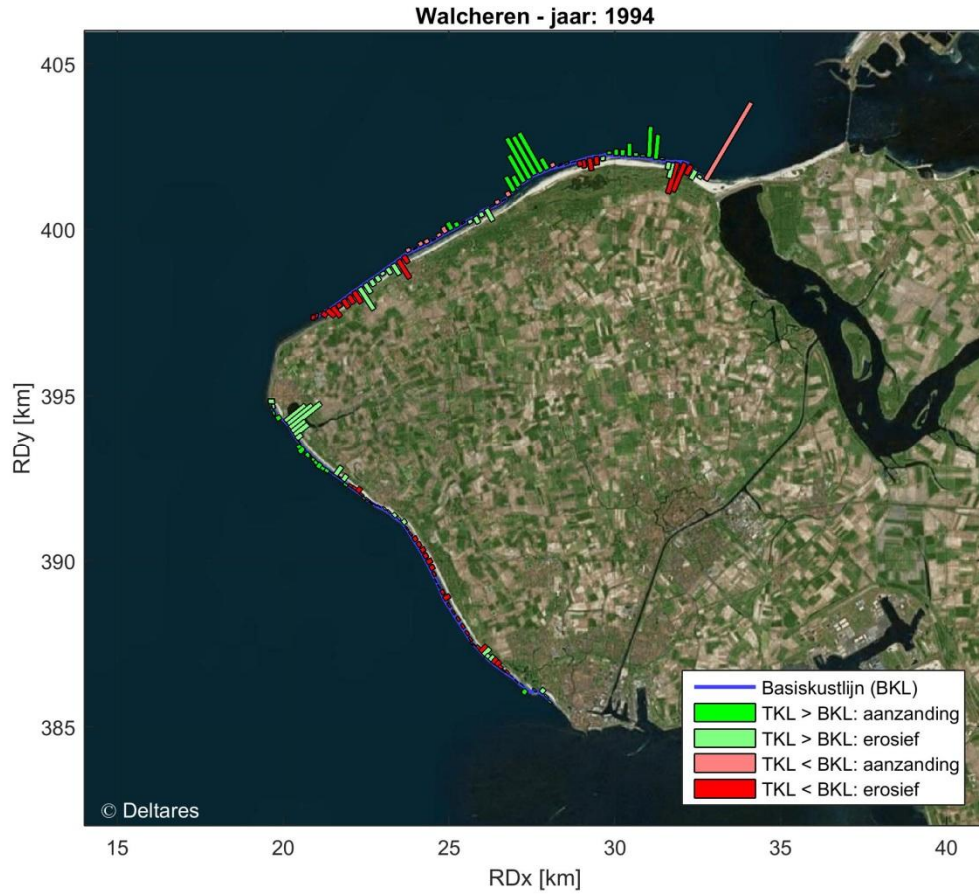 Walcheren - jaar: 1994
405
400
395
390
385
RDy [km]
Basiskustlijn (BKL)
TKL > BKL: aanzanding
TKL > BKL: erosief
TKL < BKL: aanzanding
TKL < BKL: erosief
© Deltares
15 20 25 30 35 40
RDx [km]